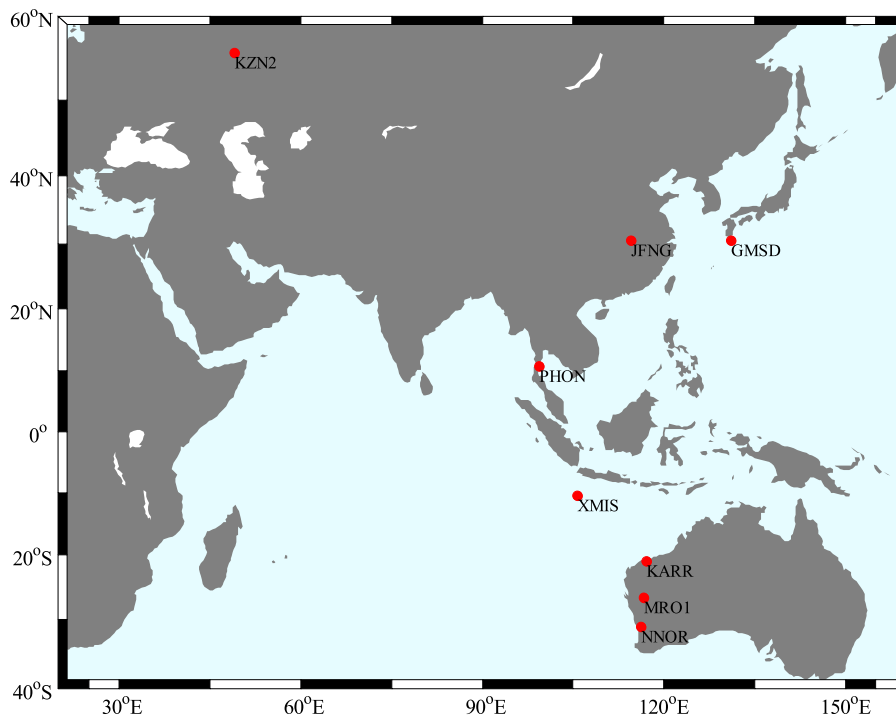 60°N
KZN2
40°N
JFNG
GMSD
20°N
PHON
0°
XMIS
20°S
KARR
MRO1
NNOR
40°S
30°E
60°E
90°E
120°E
150°E